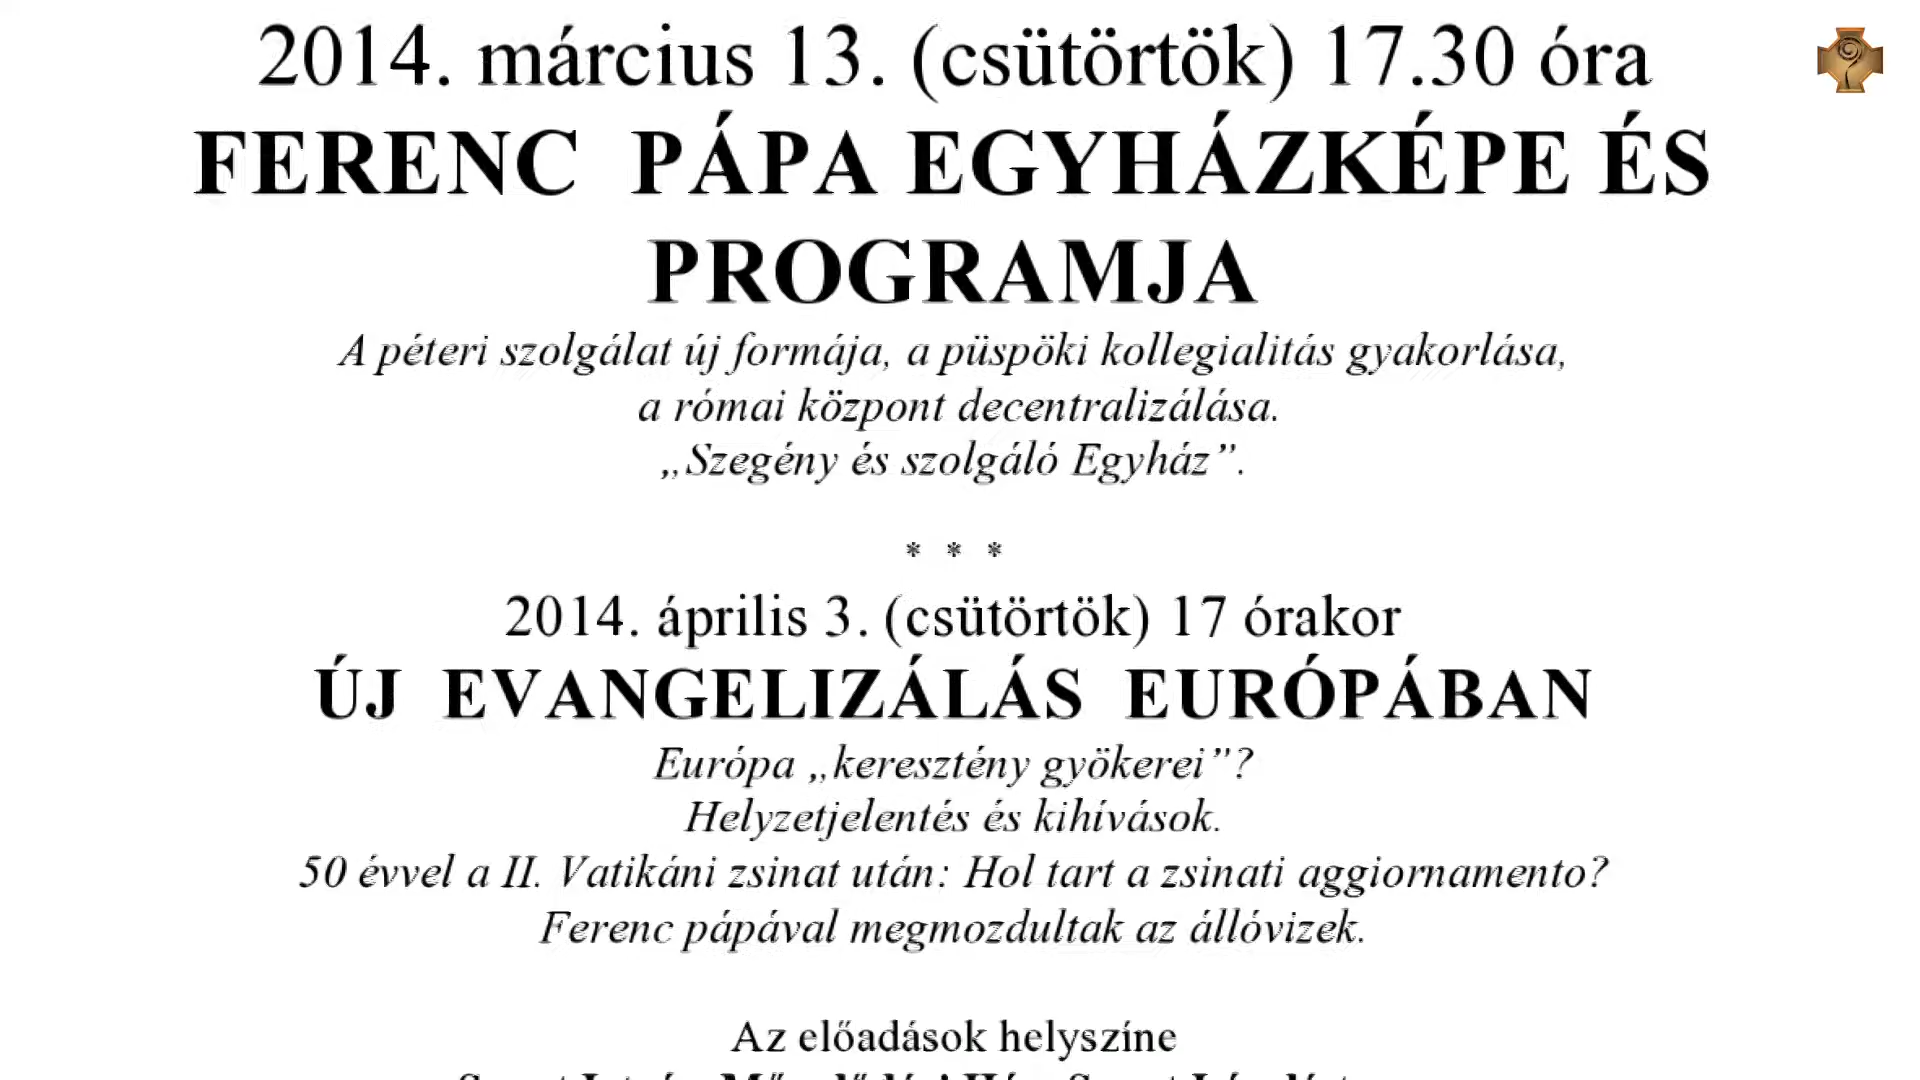 2014. március 13. (csütörtök) 17.30 óra
FERENC PÁPA EGYHÁZKÉPE ÉS
PROGRAMJA
A péteri szolgálat új formája, a püspöki kollegialitás gyakorlása,
a római központ decentralizálása.
„Szegény és szolgáló Egyház”.
* * *
2014. április 3. (csütörtök) 17 órakor
ÚJ EVANGELIZÁLÁS EURÓPÁBAN
Európa „keresztény gyökerei”?
Helyzetjelentés és kihívások.
50 évvel a II. Vatikáni zsinat után: Hol tart a zsinati aggiornamento?
Ferenc pápával megmozdultak az állóvizek.
Az előadások helyszíne